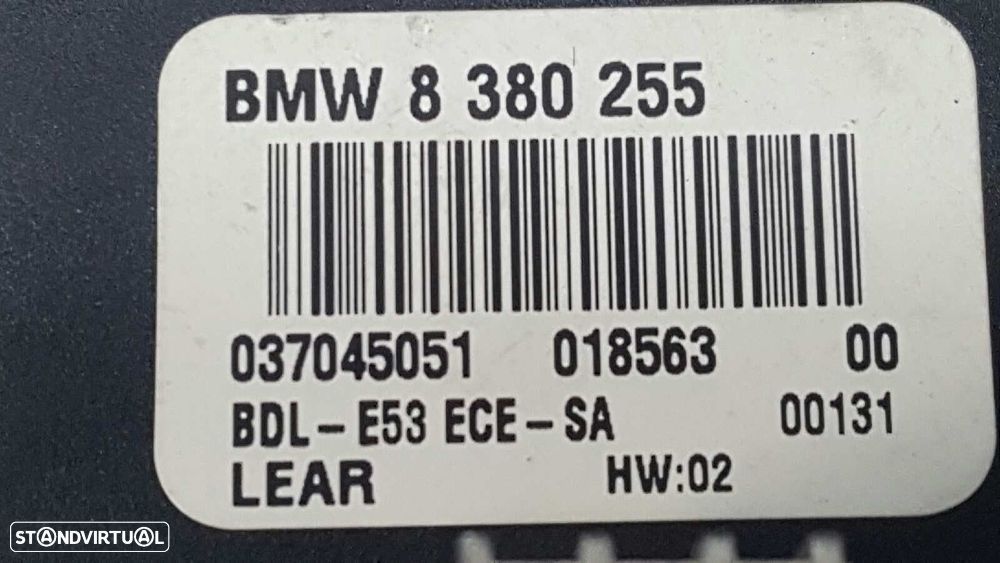 BMW 8 380 255
037045051 018563 00
BDL-E53 ECE-SA 00131
LEAR HW:02
STANDVIRTUAL